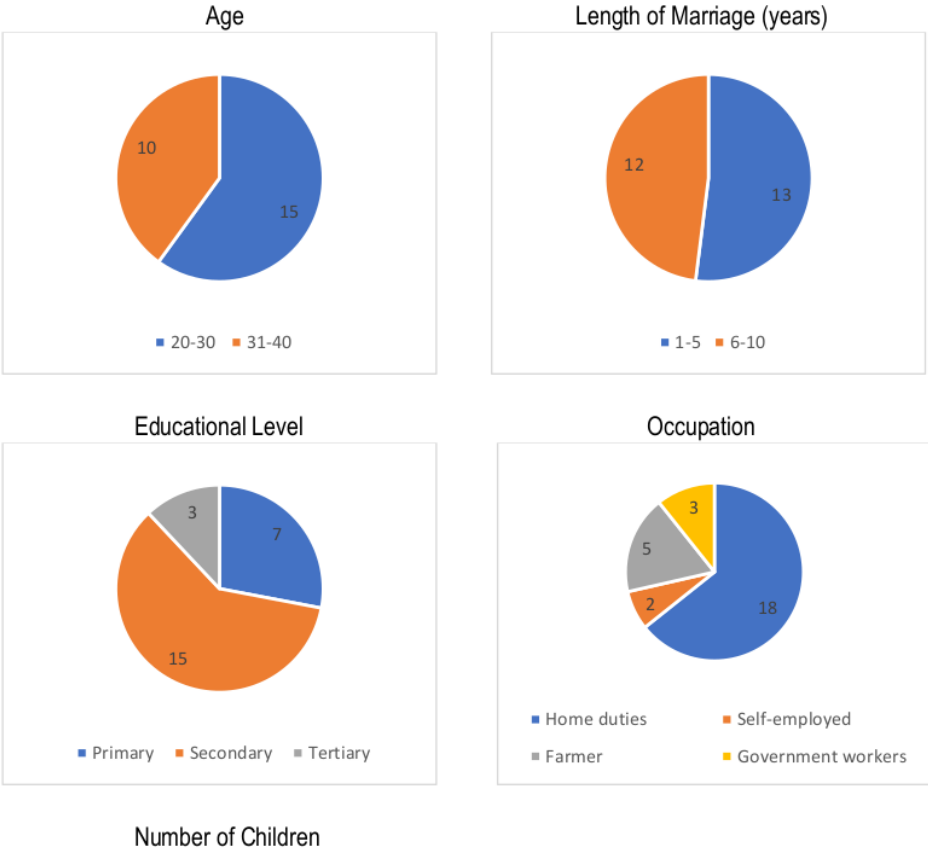 Age
10
15
20-30 31-40
Length of Marriage (years)
12
13
1-5 6-10
Educational Level
3
7
15
Primary Secondary Tertiary
Occupation
3
5
2
18
Home duties Self-employed
Farmer Government workers
Number of Children